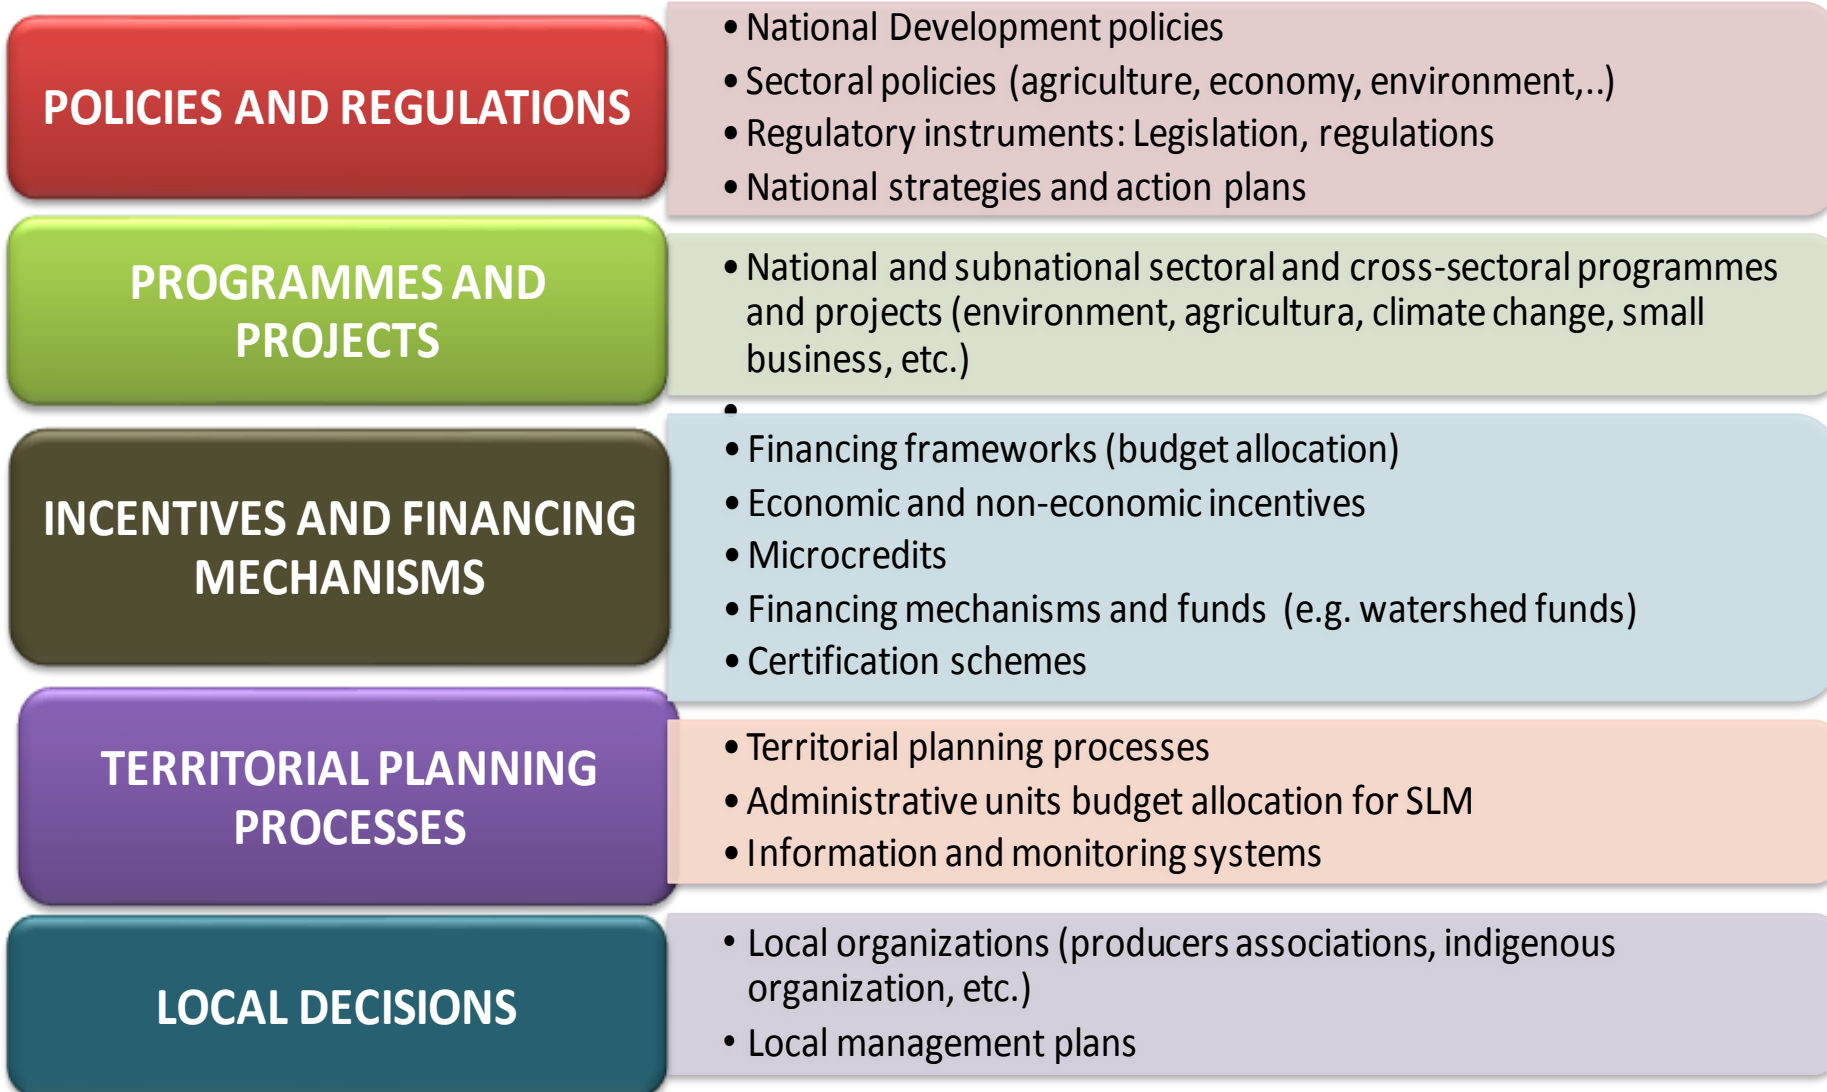 POLICIES AND REGULATIONS
• National Development policies
• Sectoral policies (agriculture, economy, environment,..)
• Regulatory instruments: Legislation, regulations
• National strategies and action plans
PROGRAMMES AND
PROJECTS
• National and subnational sectoral and cross-sectoral programmes
and projects (environment, agricultura, climate change, small
business, etc.)
•
INCENTIVES AND FINANCING
MECHANISMS
• Financing frameworks (budget allocation)
• Economic and non-economic incentives
• Microcredits
• Financing mechanisms and funds (e.g. watershed funds)
• Certification schemes
TERRITORIAL PLANNING
PROCESSES
• Territorial planning processes
• Administrative units budget allocation for SLM
• Information and monitoring systems
LOCAL DECISIONS
• Local organizations (producers associations, indigenous
organization, etc.)
• Local management plans